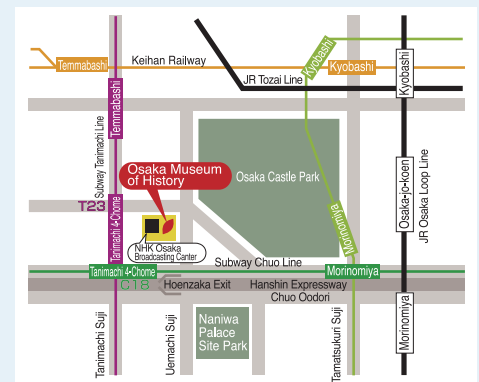 Temmabashi
Keihan Railway
Kyobashi
Kyobashi
JR Tozai Line
Kyobashi
Temmabashi
Subway Tanimachi Line
Osaka Museum
of History
Osaka Castle Park
Osaka-jo-koen
JR Osaka Loop Line
T23
Tanimachi 4•Chome
Morinomiya
NHK Osaka
Broadcasting Canter
Subway Chuo Line
Tanimachi 4•Chome
Morinomiya
C18
Hoenzaka Exit
Hanshin Expressway
Chuo Oodori
Morinomiya
Tanimachi Suji
Uemachi Suji
Naniwa
Palace
Site Park
Tamatsukuri Suji